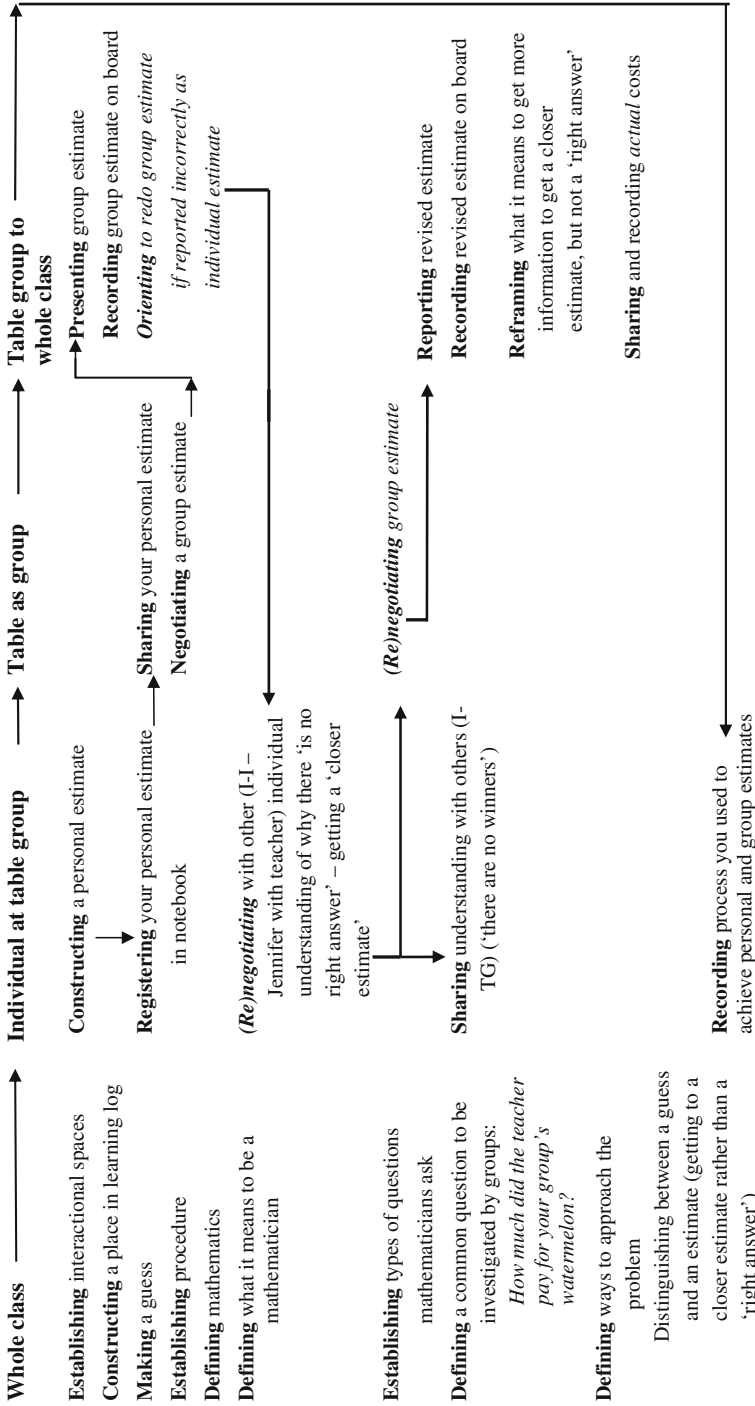 Whole class
Establishing interactional spaces
Constructing a place in learning log
Making a guess
Establishing procedure
Defining mathematics
Defining what it means to be a
mathematician
Establishing types of questions
mathematicians ask
Defining a common question to be
investigated by groups:
How much did the teacher
pay for your group's
watermelon?
Defining ways to approach the
problem
Distinguishing between a guess
and an estimate (getting to a
closer estimate rather than a
‘right answer’)
Individual at table group
Constructing a personal estimate
Registering your personal estimate
in notebook
(Re)negotiating with other (I-I –
Jennifer with teacher) individual
understanding of why there ‘is no
right answer’ – getting a ‘closer
estimate’
Sharing understanding with others (I-
TG) (‘there are no winners’)
Recording process you used to
achieve personal and group estimates
Table as group
Sharing your personal estimate
Negotiating a group estimate
(Re)negotiating group estimate
Table group to
whole class
Presenting group estimate
Recording group estimate on board
Orienting to redo group estimate
if reported incorrectly as
individual estimate
Reporting revised estimate
Recording revised estimate on board
Reframing what it means to get more
information to get a closer
estimate, but not a ‘right answer’
Sharing and recording actual costs